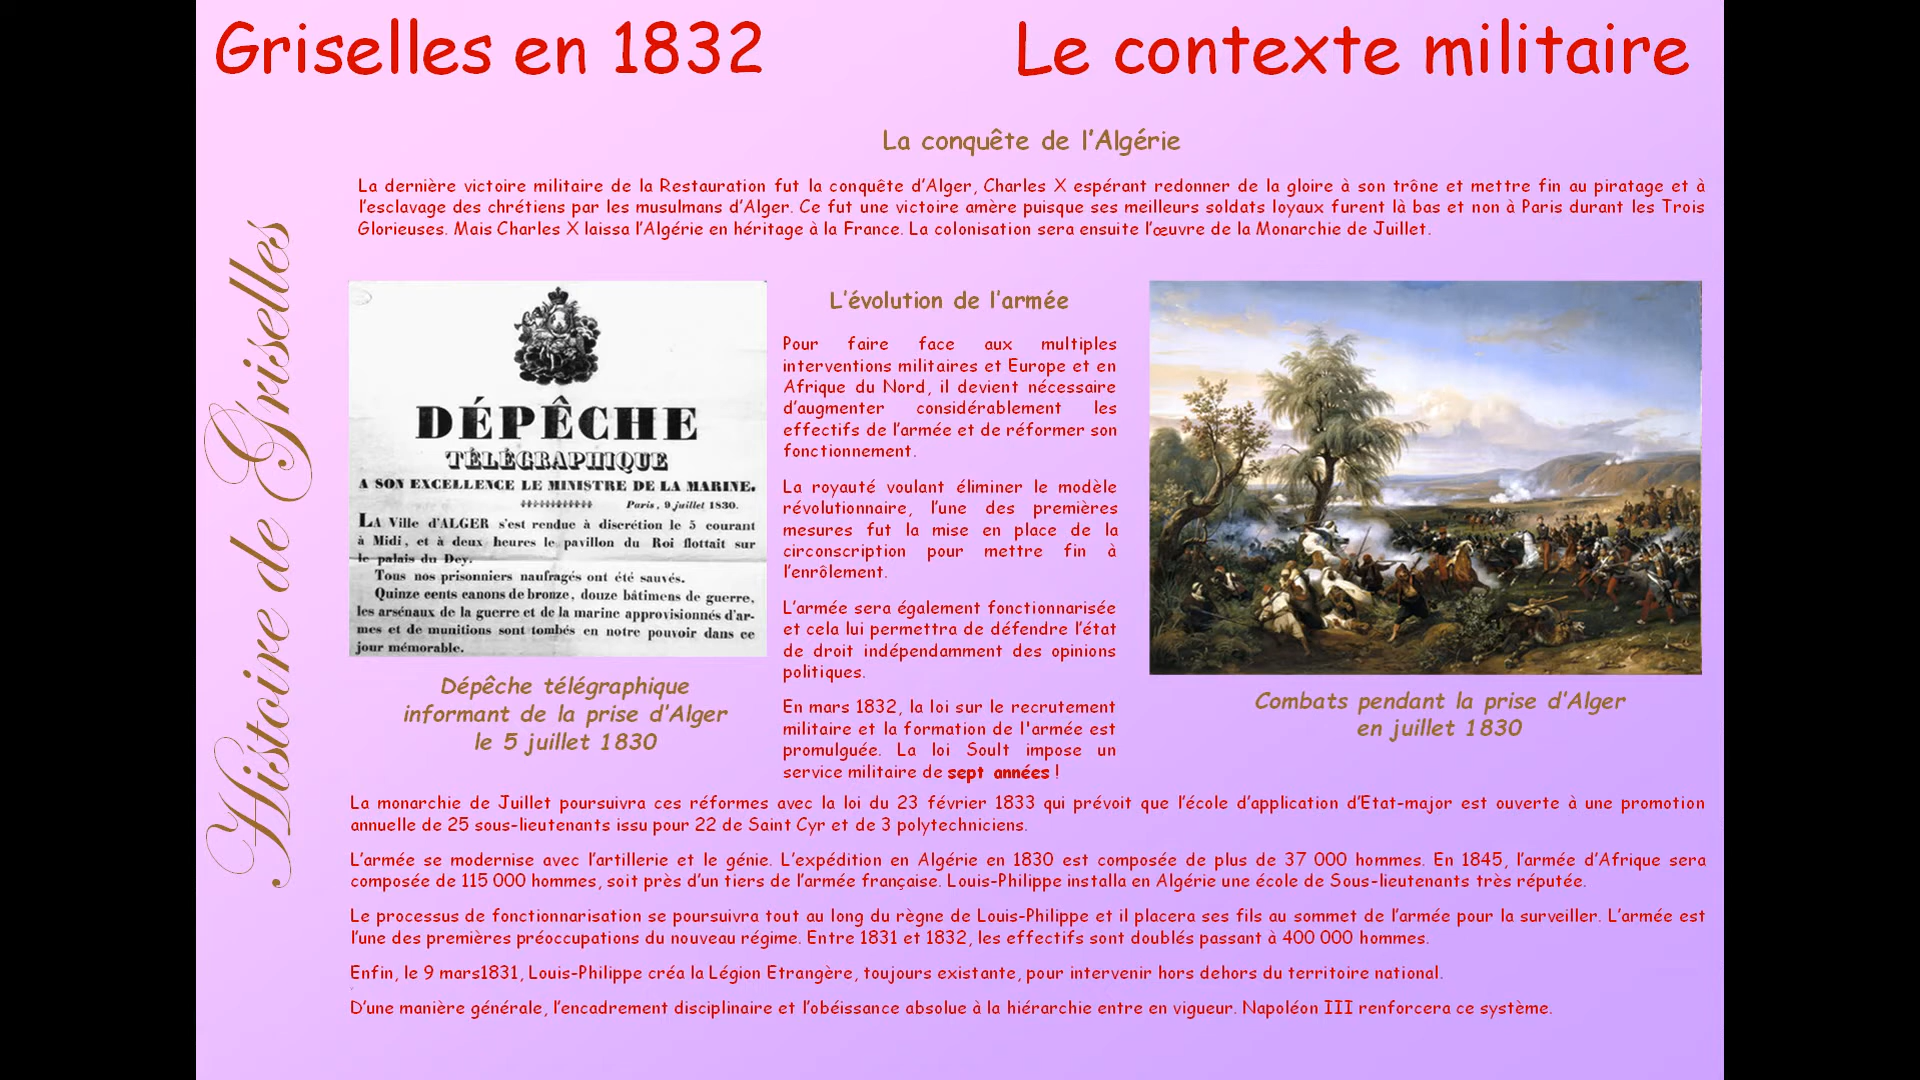 Griselles en 1832
Le contexte militaire
Histoire de Griselles
La conquête de l'Algérie
La dernière victoire militaire de la Restauration fut la conquête d'Alger, Charles X espérant redonner de la gloire à son trône et mettre fin au piratage et à
l'esclavage des chrétiens par les musulmans d'Alger. Ce fut une victoire amère puisque ses meilleurs soldats loyaux furent là bas et non à Paris durant les Trois
Glorieuses. Mais Charles X laissa l'Algérie en héritage à la France. La colonisation sera ensuite l'œuvre de la Monarchie de Juillet.
DÉPÊCHE
TÉLÉGRAPHIQUE
A SON EXCELLENCE LE MINISTRE DE LA MARINE.
Paris, 9 juillet 1830.
LA Ville d'ALGER s'est rendue à discrétion le 5 courant
à Midi, et à deux heures le pavillon du Roi flottait sur
le palais du Dey.
Tous nos prisonniers naufragés ont été sauvés.
Quinze cents canons de bronze, douze bâtimens de guerre,
les arsénaux de la guerre et de la marine approvisionnés d'ar-
mes et de munitions sont tombés en notre pouvoir dans ce
jour mémorable.
Dépêche télégraphique
informant de la prise d'Alger
le 5 juillet 1830
L'évolution de l'armée
Pour faire face aux multiples
interventions militaires et Europe et en
Afrique du Nord, il devient nécessaire
d'augmenter considérablement les
effectifs de l'armée et de réformer son
fonctionnement.
La royauté voulant éliminer le modèle
révolutionnaire, l'une des premières
mesures fut la mise en place de la
circonscription pour mettre fin à
l'enrôlement.
L'armée sera également fonctionnarisée
et cela lui permettra de défendre l'état
de droit indépendamment des opinions
politiques.
En mars 1832, la loi sur le recrutement
militaire et la formation de l'armée est
promulguée. La loi Soult impose un
service militaire de sept années !
Combats pendant la prise d'Alger
en juillet 1830
La monarchie de Juillet poursuivra ces réformes avec la loi du 23 février 1833 qui prévoit que l'école d'application d'Etat-major est ouverte à une promotion
annuelle de 25 sous-lieutenants issu pour 22 de Saint Cyr et de 3 polytechniciens.
L'armée se modernise avec l'artillerie et le génie. L'expédition en Algérie en 1830 est composée de plus de 37 000 hommes. En 1845, l'armée d'Afrique sera
composée de 115 000 hommes, soit près d'un tiers de l'armée française. Louis-Philippe installa en Algérie une école de Sous-lieutenants très réputée.
Le processus de fonctionnarisation se poursuivra tout au long du règne de Louis-Philippe et il placera ses fils au sommet de l'armée pour la surveiller. L'armée est
l'une des premières préoccupations du nouveau régime. Entre 1831 et 1832, les effectifs sont doublés passant à 400 000 hommes.
Enfin, le 9 mars1831, Louis-Philippe créa la Légion Etrangère, toujours existante, pour intervenir hors dehors du territoire national.
D'une manière générale, l'encadrement disciplinaire et l'obéissance absolue à la hiérarchie entre en vigueur. Napoléon III renforcera ce système.